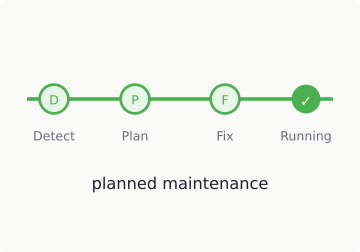 D P F ✓
Detect Plan Fix Running
planned maintenance